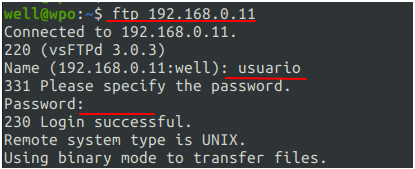 well@wpo:~$ ftp 192.168.0.11
Connected to 192.168.0.11.
220 (vsFTPd 3.0.3)
Name (192.168.0.11:well): usuario
331 Please specify the password.
Password:
230 Login successful.
Remote system type is UNIX.
Using binary mode to transfer files.